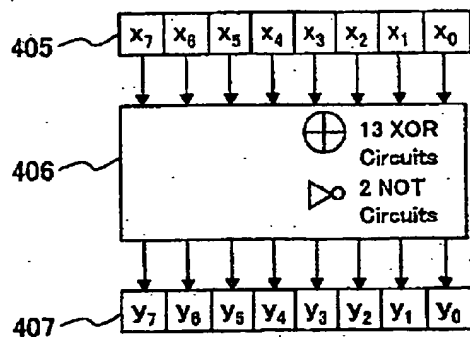 405 x₇ x₆ x₅ x₄ x₃ x₂ x₁ x₀
406
13 XOR
Circuits
2 NOT
Circuits
407 y₇ y₆ y₅ y₄ y₃ y₂ y₁ y₀